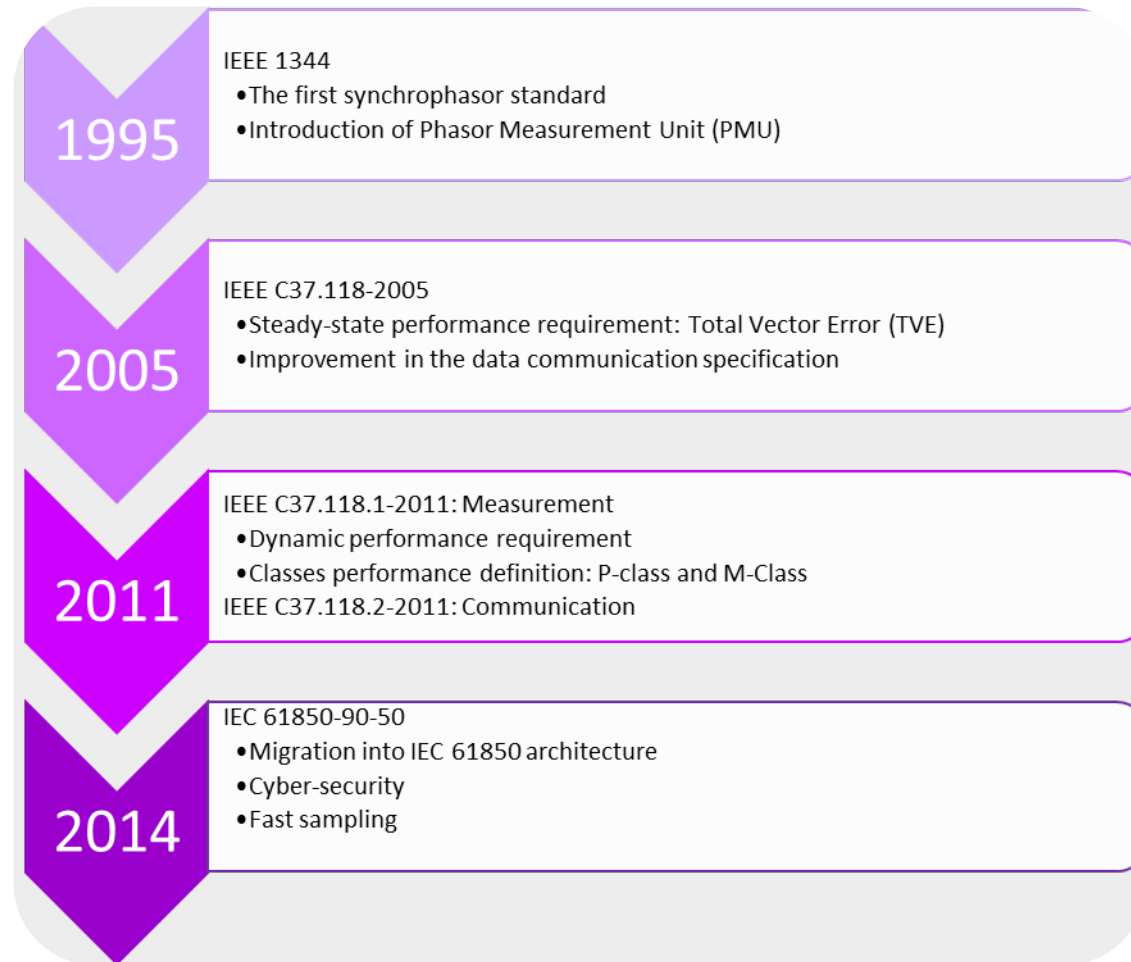 1995
IEEE 1344
•The first synchrophasor standard
•Introduction of Phasor Measurement Unit (PMU)
2005
IEEE C37.118-2005
•Steady-state performance requirement: Total Vector Error (TVE)
•Improvement in the data communication specification
2011
IEEE C37.118.1-2011: Measurement
•Dynamic performance requirement
•Classes performance definition: P-class and M-Class
IEEE C37.118.2-2011: Communication
2014
IEC 61850-90-50
•Migration into IEC 61850 architecture
•Cyber-security
•Fast sampling